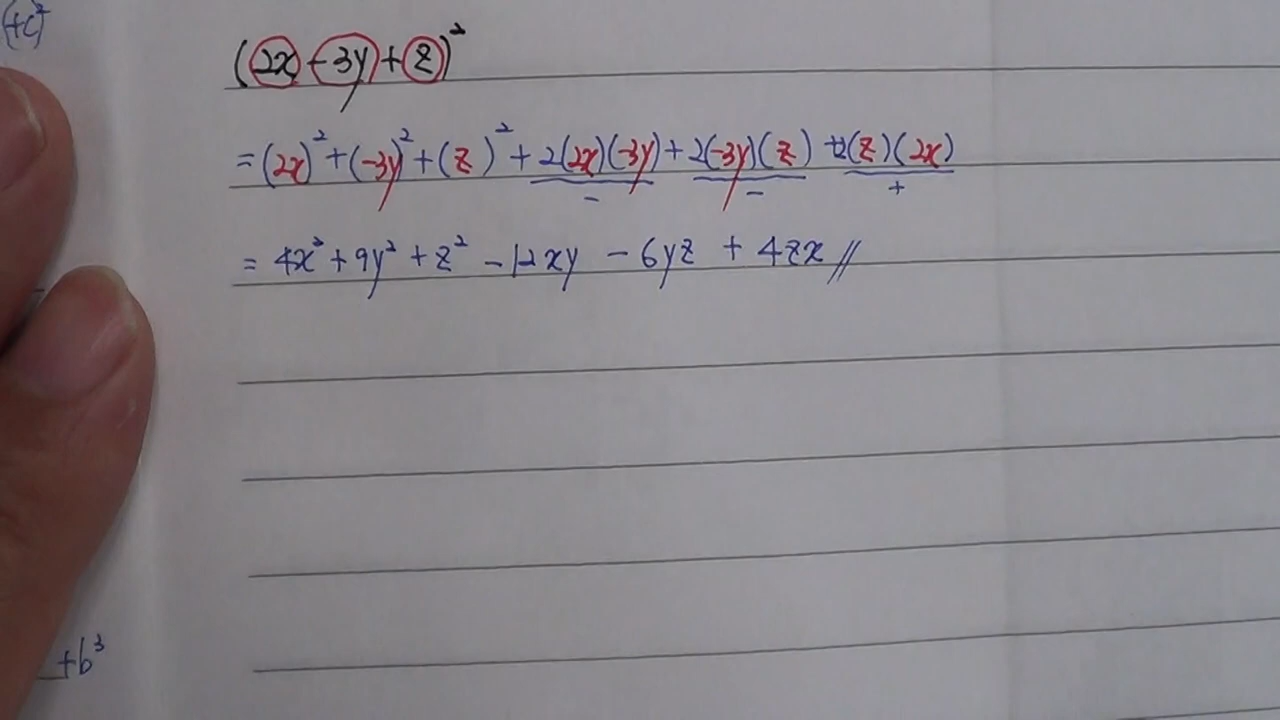 +c)²
(2x-3y+z)²
=(2x)²+(-3y)²+(z)²+2(2x)(-3y)+2(-3y)(z)+2(z)(2x)
- - +
= 4x²+9y²+z²-12xy-6yz+4zx//
+b³